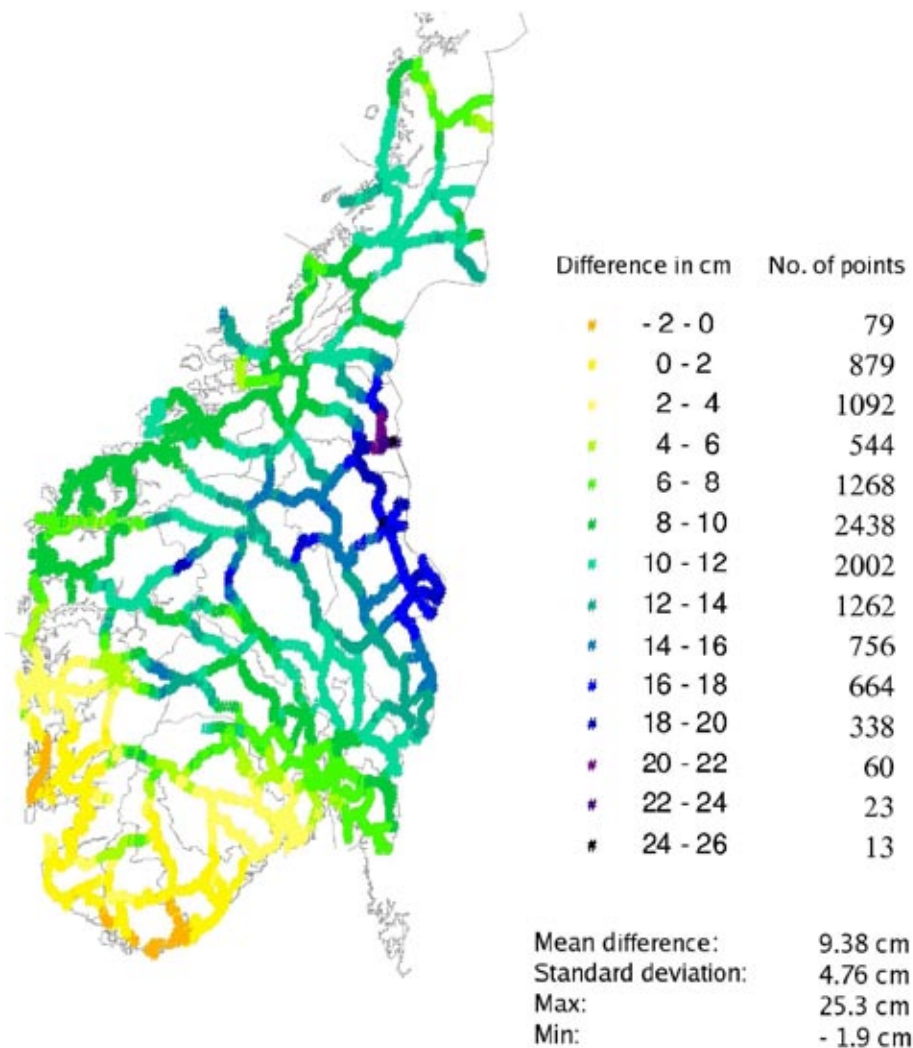 Difference in cm No. of points
# - 2 - 0 79
# 0 - 2 879
# 2 - 4 1092
# 4 - 6 544
# 6 - 8 1268
# 8 - 10 2438
# 10 - 12 2002
# 12 - 14 1262
# 14 - 16 756
# 16 - 18 664
# 18 - 20 338
# 20 - 22 60
# 22 - 24 23
# 24 - 26 13
Mean difference: 9.38 cm
Standard deviation: 4.76 cm
Max: 25.3 cm
Min: - 1.9 cm